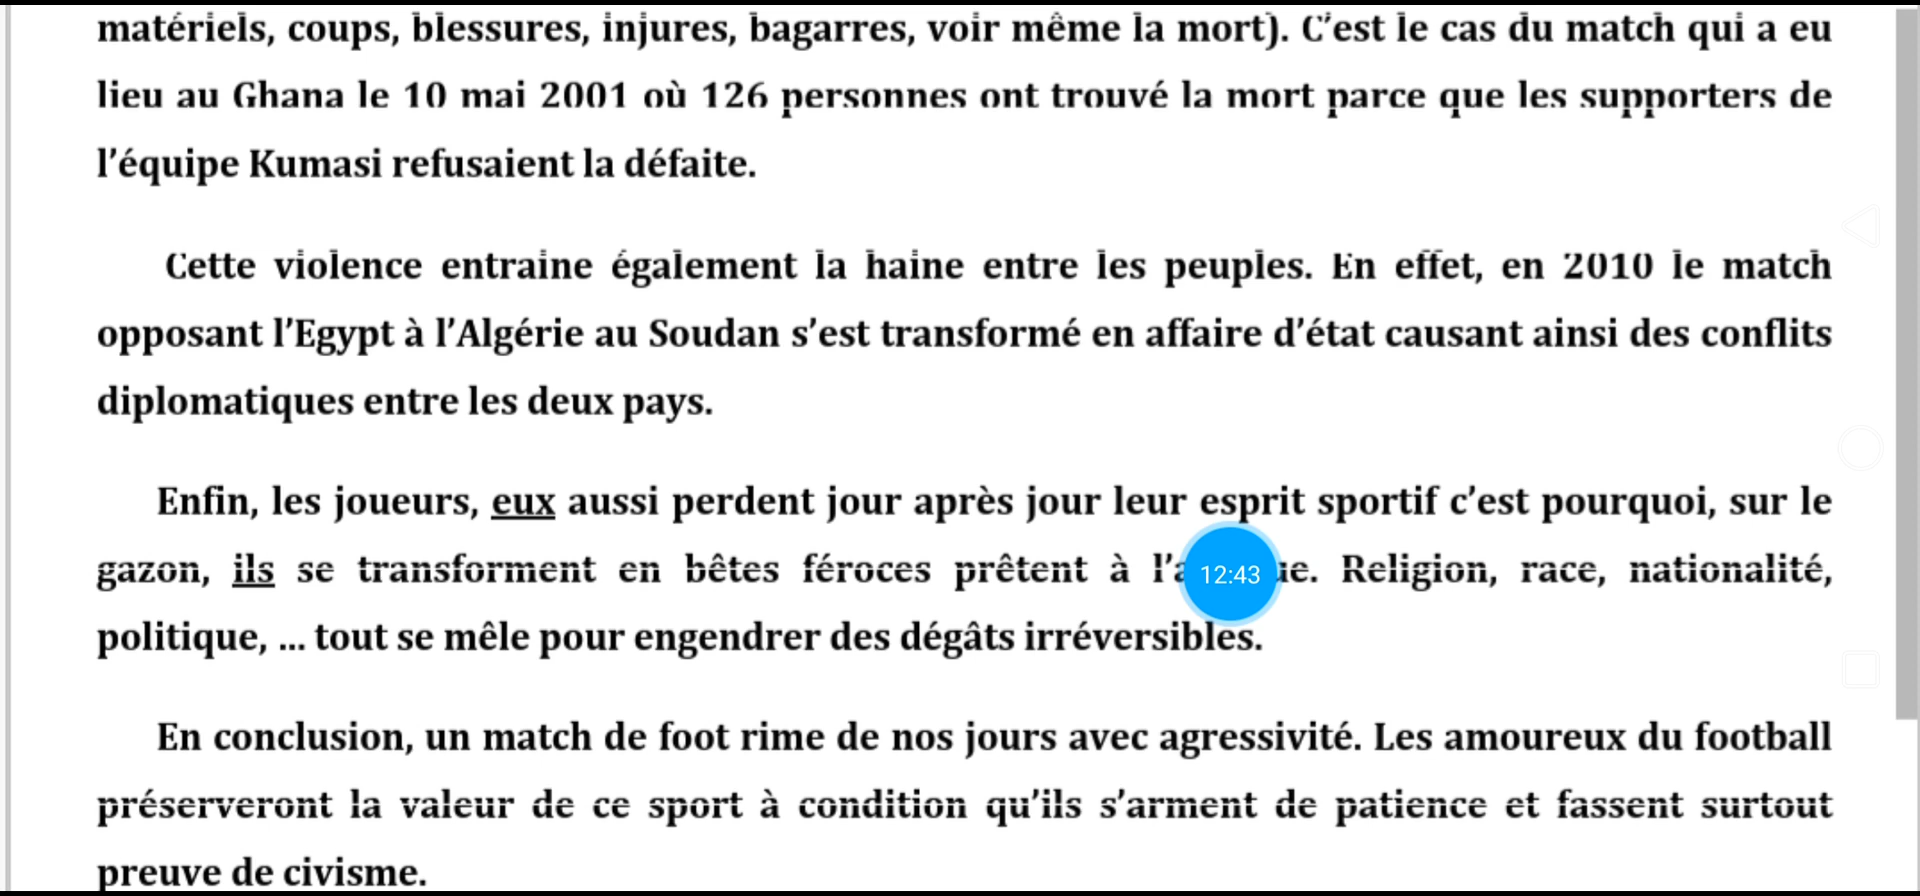 matériels, coups, blessures, injures, bagarres, voir même la mort). C’est le cas du match qui a eu
lieu au Ghana le 10 mai 2001 où 126 personnes ont trouvé la mort parce que les supporters de
l’équipe Kumasi refusaient la défaite.
Cette violence entraine également la haine entre les peuples. En effet, en 2010 le match
opposant l’Egypt à l’Algérie au Soudan s’est transformé en affaire d’état causant ainsi des conflits
diplomatiques entre les deux pays.
Enfin, les joueurs, eux aussi perdent jour après jour leur esprit sportif c’est pourquoi, sur le
gazon, ils se transforment en bêtes féroces prêtent à 12:43 Religion, race, nationalité,
politique, ... tout se mêle pour engendrer des dégâts irréversibles.
En conclusion, un match de foot rime de nos jours avec agressivité. Les amoureux du football
préserveront la valeur de ce sport à condition qu’ils s’arment de patience et fassent surtout
preuve de civisme.